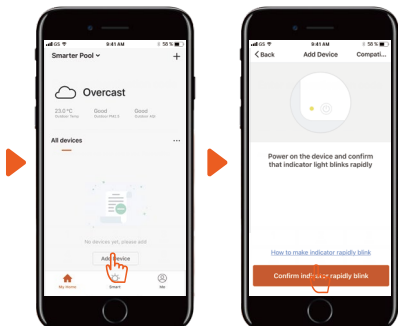 GS 9:41 AM 58 %
Smarter Pool
+
Overcast
23.0 °C Good Good
Outdoor Temp Outdoor PM2.5 Outdoor AQI
All devices
...
No devices yet, please add
Add Device
My Home Smart Me
GS 9:41 AM 58 %
< Back Add Device Compati...
Power on the device and confirm
that indicator light blinks rapidly
How to make indicator rapidly blink
Confirm indicator rapidly blink